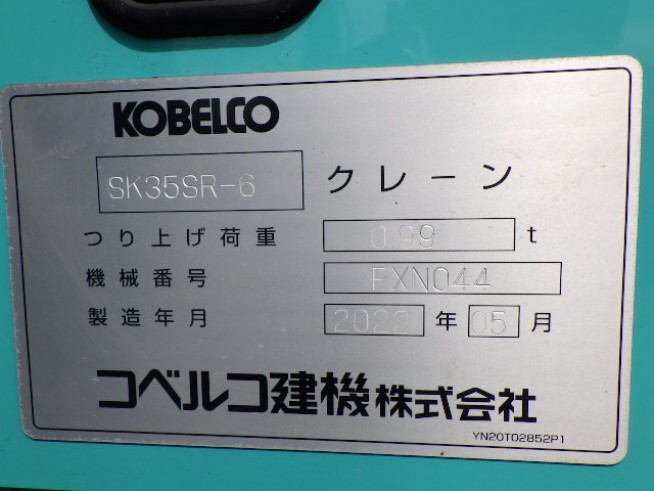 KOBELCO
SK35SR-6 クレーン
つり上げ荷重 0.99 t
機械番号 FXN044
製造年月 2022 年 05 月
コベルコ建機株式会社
YN20T02852P1